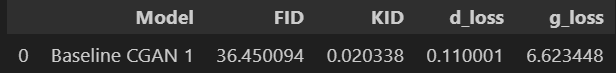 Model FID KID d_loss g_loss
0 Baseline CGAN 1 36.450094 0.020338 0.110001 6.623448